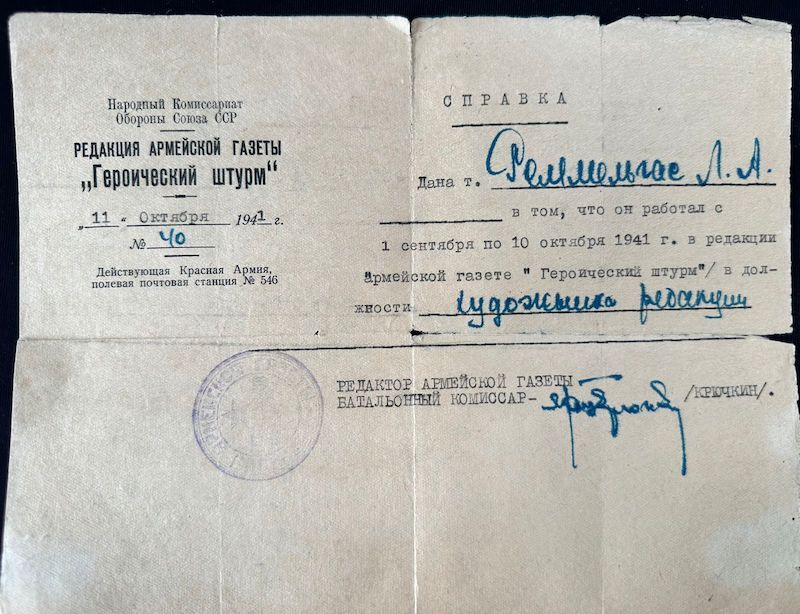 Народный Комиссариат
Обороны Союза ССР
РЕДАКЦИЯ АРМЕЙСКОЙ ГАЗЕТЫ
„Героический штурм“
„11“ Октября 1941 г.
№ 40
Действующая Красная Армия,
полевая почтовая станция № 546
СПРАВКА
Дана т. Реммельгас Л. А.
в том, что он работал с
1 сентября по 10 октября 1941 г. в редакции
"армейской газете " Героический штурм"/ в дол-
жности художника редакции
РЕДАКТОР АРМЕЙСКОЙ ГАЗЕТЫ
БАТАЛЬОННЫЙ КОМИССАР- /КРЮЧКИН/.